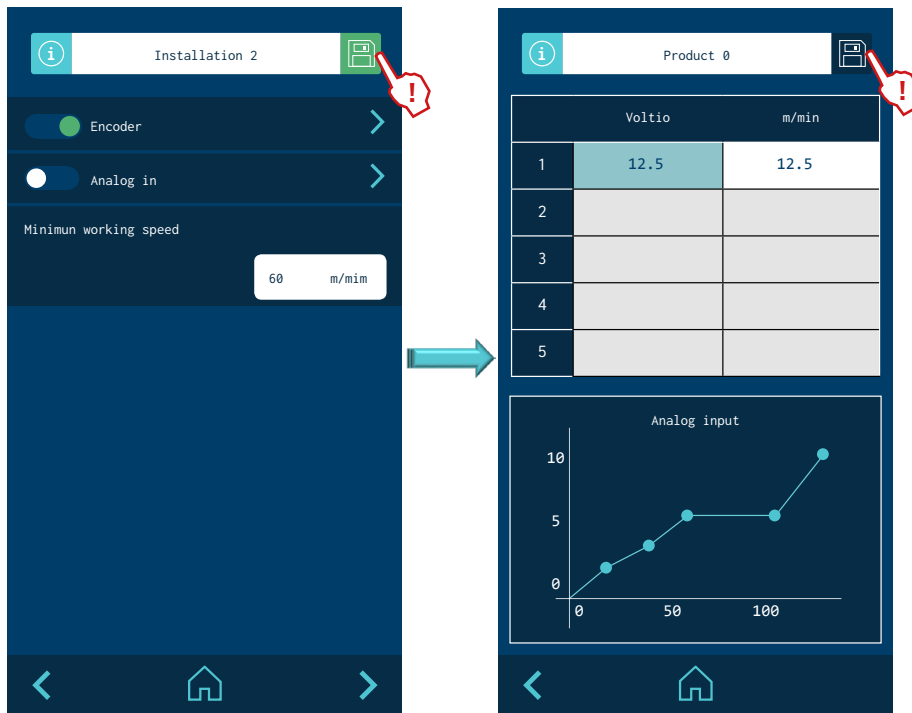 i Installation 2
!
Encoder
Analog in
Minimun working speed
60 m/mim
i Product 0
!
Voltio m/min
1 12.5 12.5
2
3
4
5
Analog input
10
5
0
0 50 100